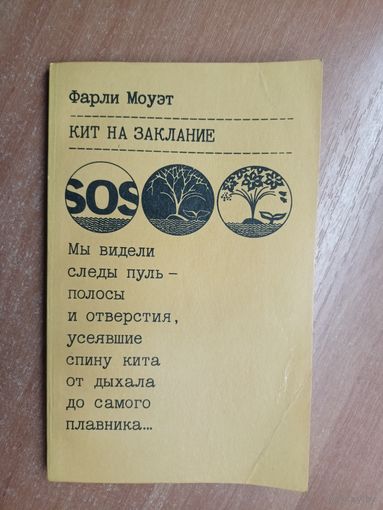 Фарли Моуэт
КИТ НА ЗАКЛАНИЕ
SOS
Мы видели
следы пуль –
полосы
и отверстия,
усеявшие
спину кита
от дыхала
до самого
плавника...